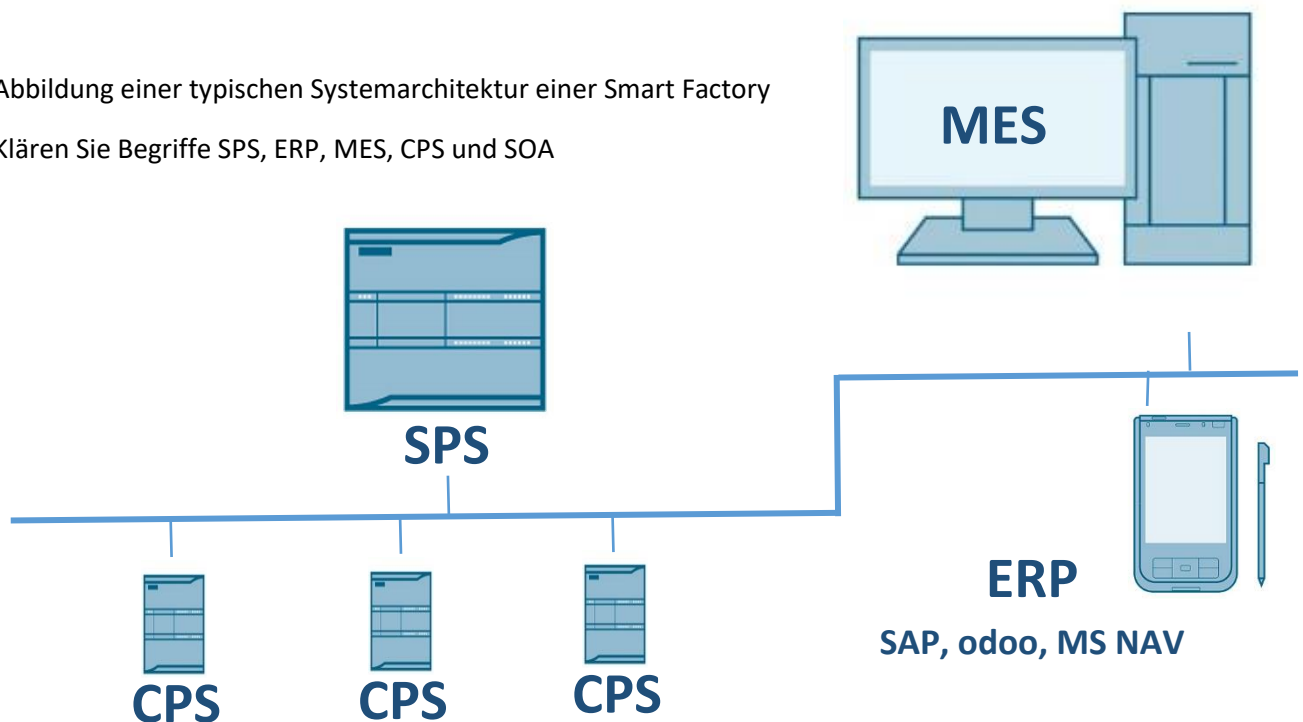 Abbildung einer typischen Systemarchitektur einer Smart Factory
Klären Sie Begriffe SPS, ERP, MES, CPS und SOA
MES
SPS
ERP
SAP, odoo, MS NAV
CPS
CPS
CPS